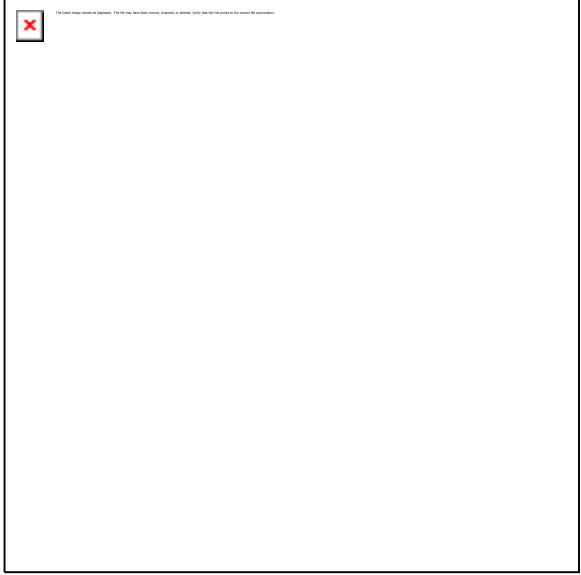 The linked image cannot be displayed. The file may have been moved, renamed, or deleted. Verify that the link points to the correct file and location.